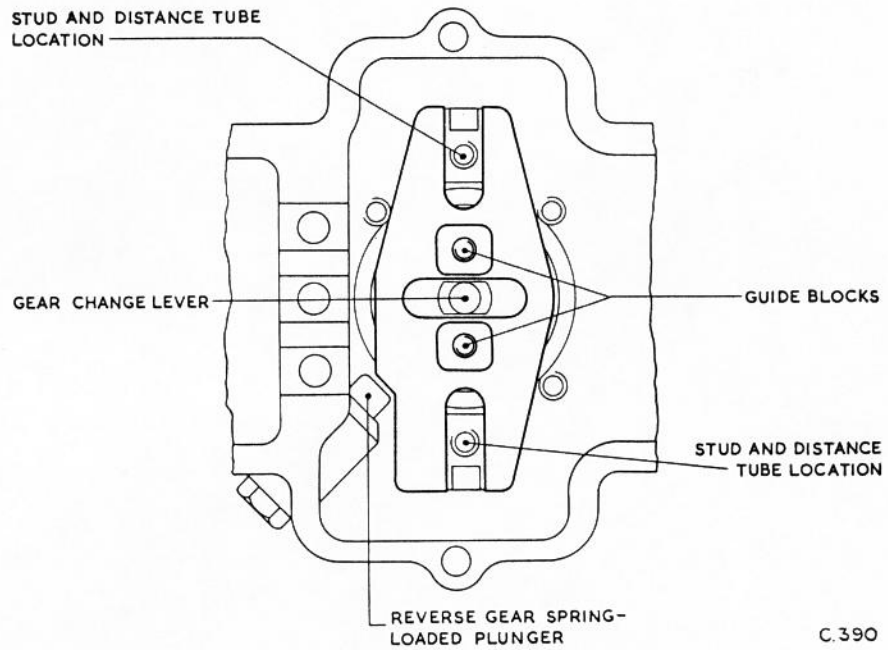 STUD AND DISTANCE TUBE
LOCATION
GEAR CHANGE LEVER
GUIDE BLOCKS
STUD AND DISTANCE
TUBE LOCATION
REVERSE GEAR SPRING-
LOADED PLUNGER
C.390